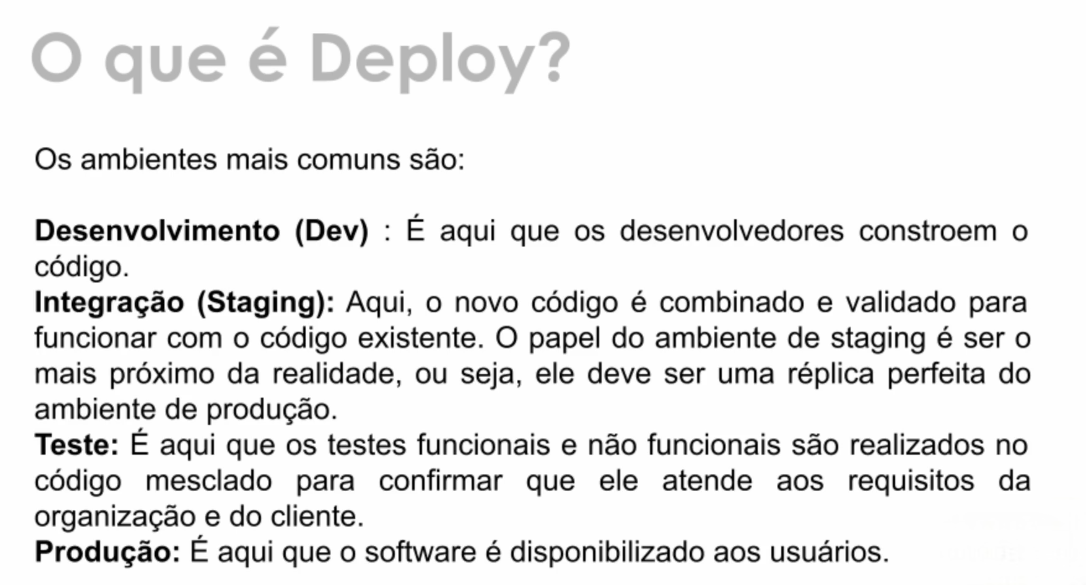 O que é Deploy?
Os ambientes mais comuns são:
Desenvolvimento (Dev) : É aqui que os desenvolvedores constroem o
código.
Integração (Staging): Aqui, o novo código é combinado e validado para
funcionar com o código existente. O papel do ambiente de staging é ser o
mais próximo da realidade, ou seja, ele deve ser uma réplica perfeita do
ambiente de produção.
Teste: É aqui que os testes funcionais e não funcionais são realizados no
código mesclado para confirmar que ele atende aos requisitos da
organização e do cliente.
Produção: É aqui que o software é disponibilizado aos usuários.